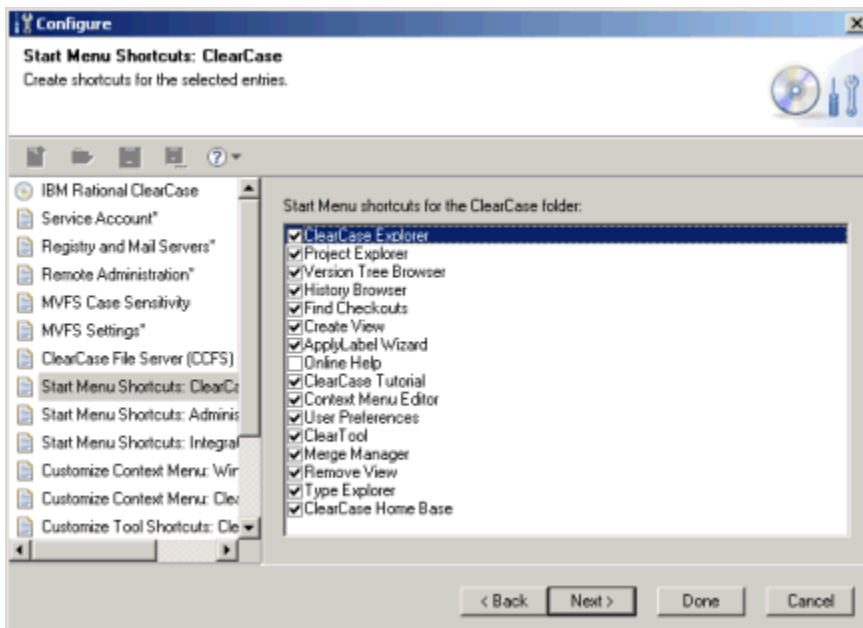 Configure
Start Menu Shortcuts: ClearCase
Create shortcuts for the selected entries.
IBM Rational ClearCase
Service Account*
Registry and Mail Servers*
Remote Administration*
MVFS Case Sensitivity
MVFS Settings*
ClearCase File Server (CCFS)
Start Menu Shortcuts: ClearCa
Start Menu Shortcuts: Adminis
Start Menu Shortcuts: Integra
Customize Context Menu: Wir
Customize Context Menu: Clea
Customize Tool Shortcuts: Cle
Start Menu shortcuts for the ClearCase folder:
ClearCase Explorer
Project Explorer
Version Tree Browser
History Browser
Find Checkouts
Create View
ApplyLabel Wizard
Online Help
ClearCase Tutorial
Context Menu Editor
User Preferences
ClearTool
Merge Manager
Remove View
Type Explorer
ClearCase Home Base
< Back
Next >
Done
Cancel